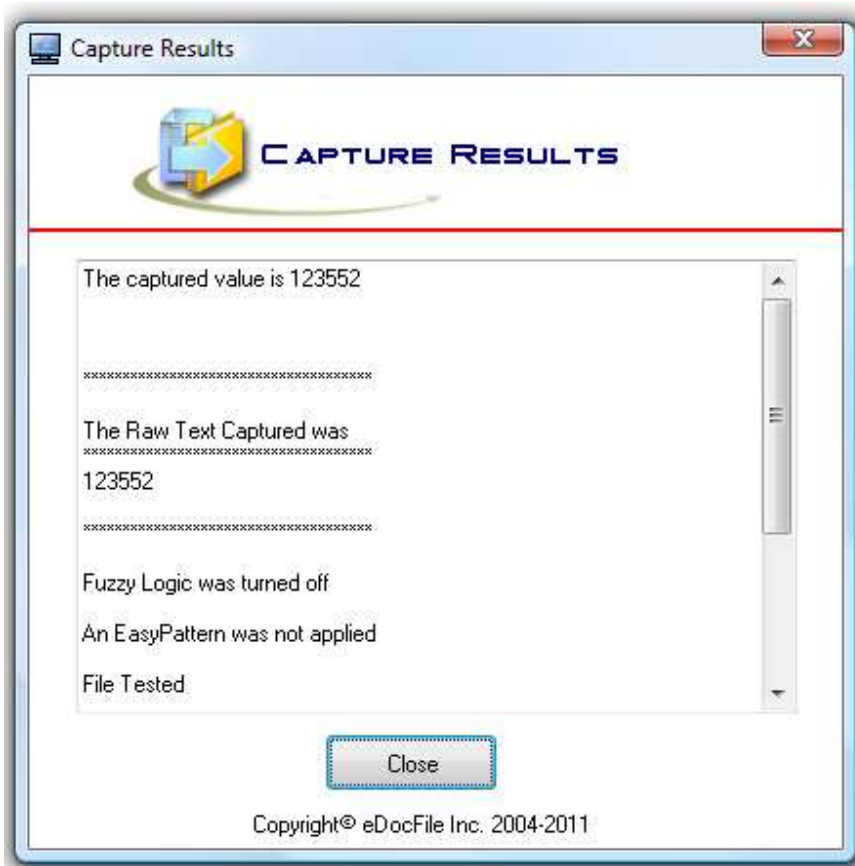 Capture Results
CAPTURE RESULTS
The captured value is 123552
************************************
The Raw Text Captured was
************************************
123552
************************************
Fuzzy Logic was turned off
An EasyPattern was not applied
File Tested
Close
Copyright© eDocFile Inc. 2004-2011